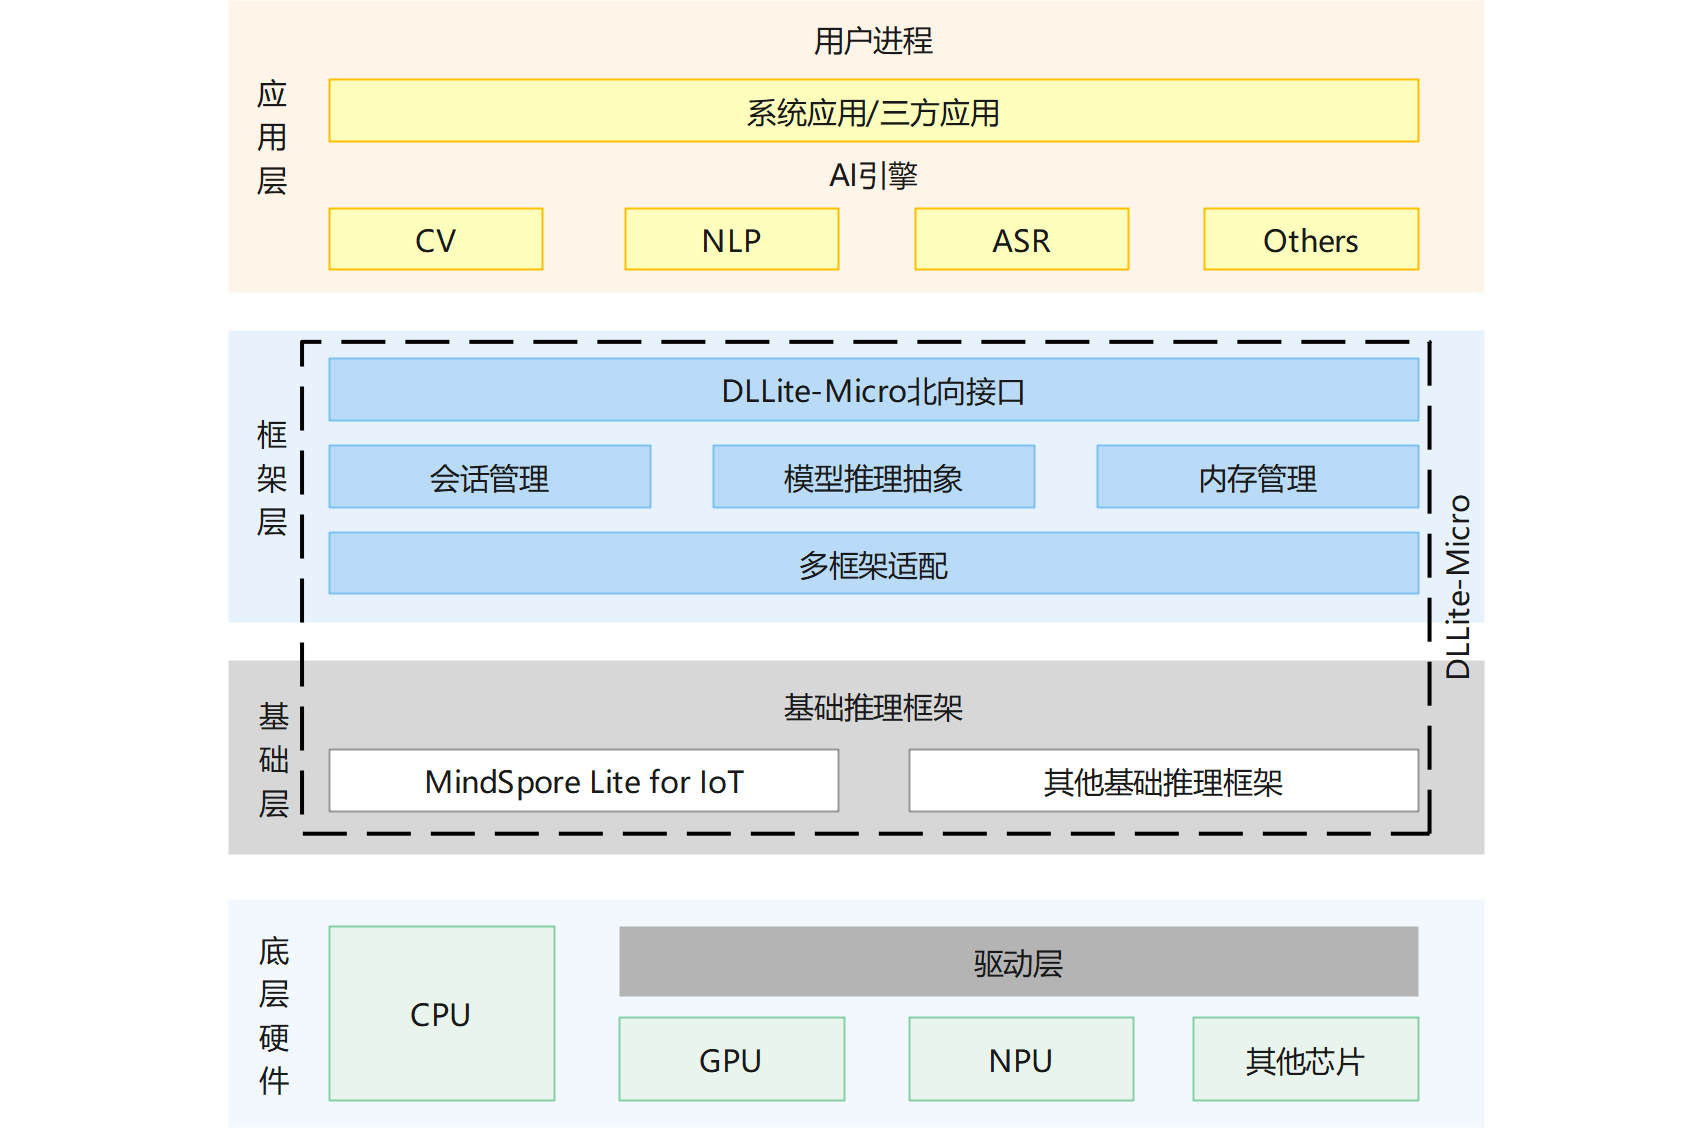 应用层
用户进程
系统应用/三方应用
AI引擎
CV
NLP
ASR
Others
框架层
DLLite-Micro北向接口
会话管理
模型推理抽象
内存管理
多框架适配
DLLite-Micro
基础层
基础推理框架
MindSpore Lite for IoT
其他基础推理框架
底层硬件
CPU
驱动层
GPU
NPU
其他芯片